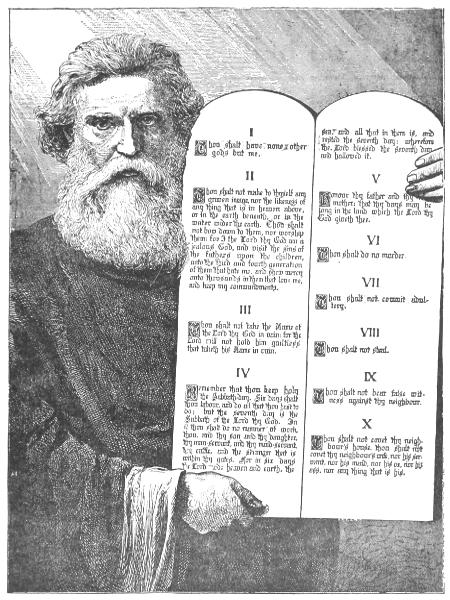 I
Thou shalt have none other
gods but me.
II
Thou shalt not make to thyself any
graven image, nor the likeness of
any thing that is in heaven above,
or in the earth beneath, or in the
water under the earth. Thou shalt
not bow down to them, nor worship
them: for I the Lord thy God am a
jealous God, and visit the sins of
the fathers upon the children,
unto the third and fourth generation
of them that hate me, and shew mercy
unto thousands in them that love me,
and keep my commandments.
III
Thou shalt not take the Name of
the Lord thy God in vain: for the
Lord will not hold him guiltless
that taketh his Name in vain.
IV
Remember that thou keep holy
the Sabbath-day. Six days shalt
thou labour, and do all that thou hast to
do; but the seventh day is the
Sabbath of the Lord thy God. In
it thou shalt do no manner of work,
thou, and thy son, and thy daughter,
thy man-servant, and thy maid-servant,
thy cattle, and the stranger that is
within thy gates. For in six days
the Lord made heaven and earth, the
sea, and all that in them is, and
rested the seventh day: wherefore
the Lord blessed the seventh day
and hallowed it.
V
Honour thy father and thy
mother: that thy days may be
long in the land which the Lord thy
God giveth thee.
VI
Thou shalt do no murder.
VII
Thou shalt not commit adul-
tery.
VIII
Thou shalt not steal.
IX
Thou shalt not bear false wit-
ness against thy neighbour.
X
Thou shalt not covet thy neigh-
bour's house, thou shalt not
covet thy neighbour's wife, nor his ser-
vant, nor his maid, nor his ox, nor his
ass, nor any thing that is his.